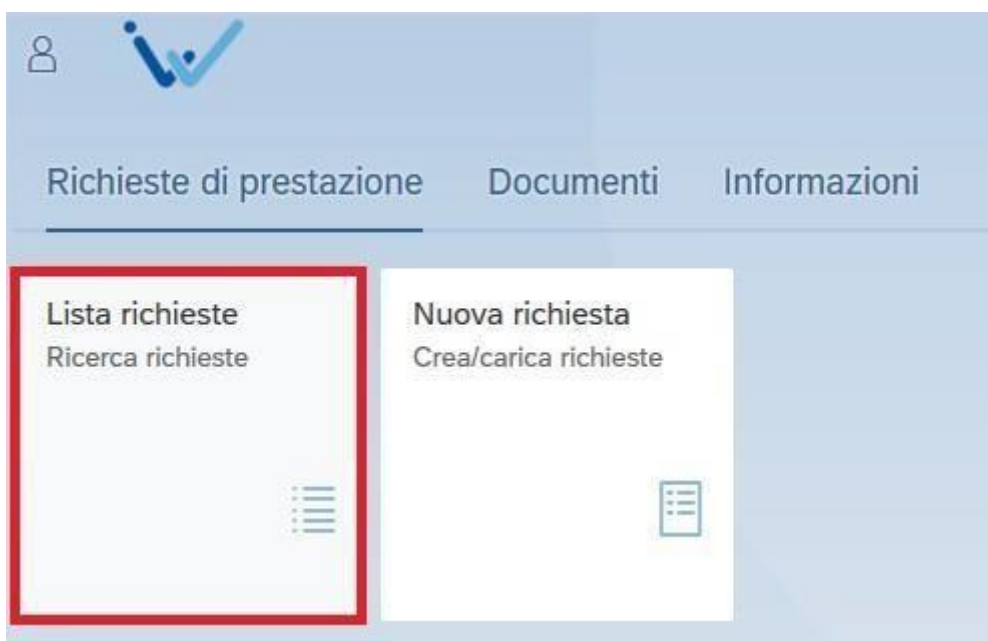 Richieste di prestazione Documenti Informazioni
Lista richieste
Ricerca richieste
Nuova richiesta
Crea/carica richieste